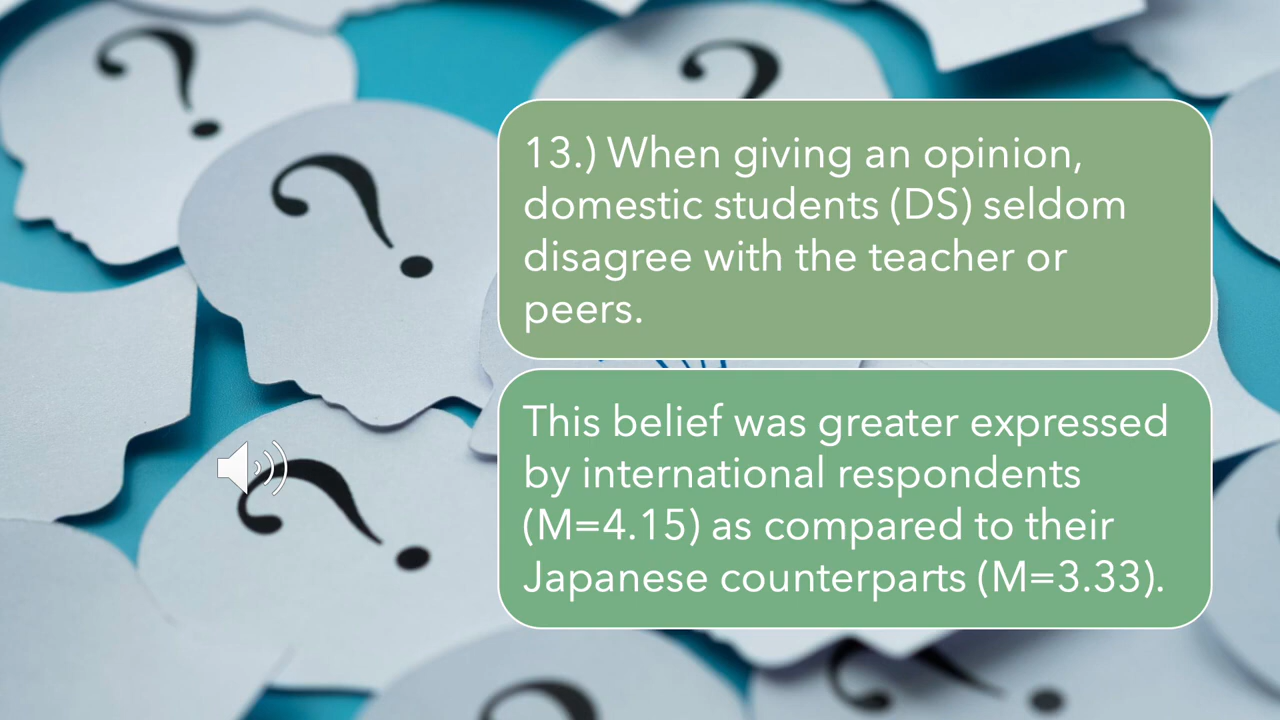 13.) When giving an opinion,
domestic students (DS) seldom
disagree with the teacher or
peers.
This belief was greater expressed
by international respondents
(M=4.15) as compared to their
Japanese counterparts (M=3.33).